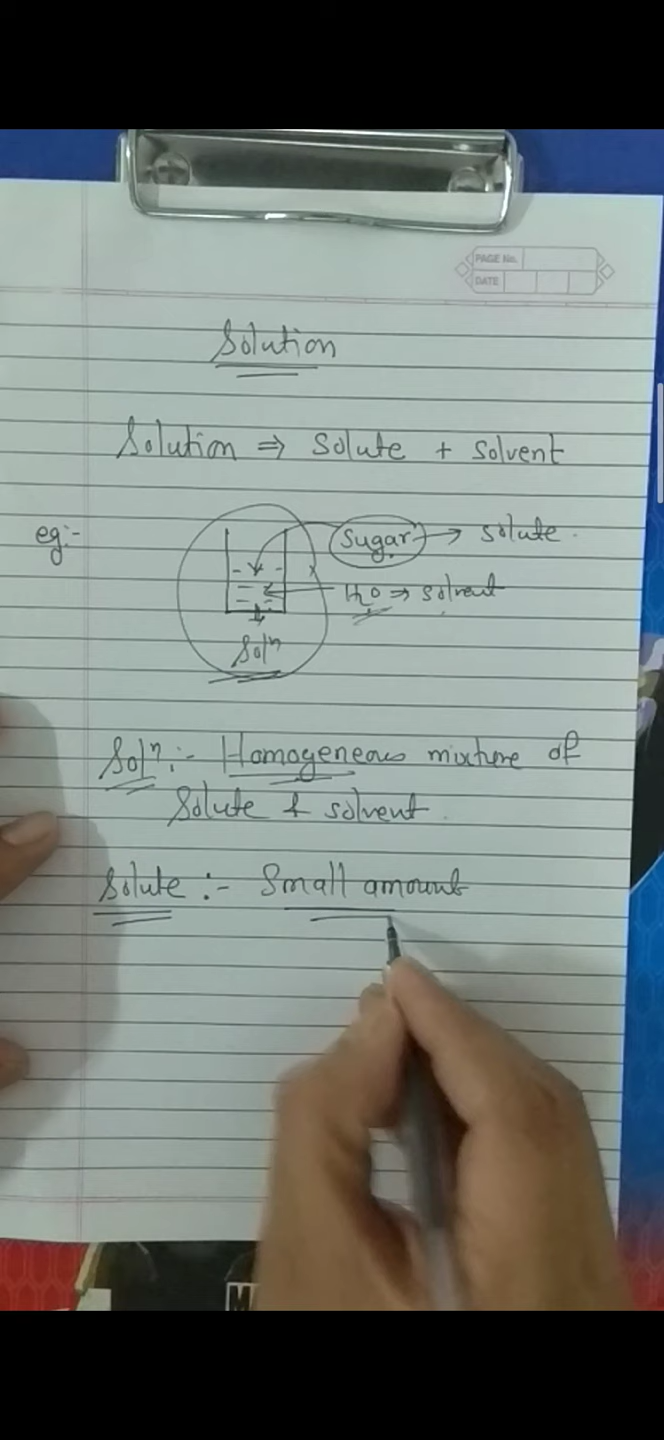 PAGE No.
DATE
Solution
Solution ⇒ Solute + Solvent
eg:-
Sugar → Solute.
H₂O ⇒ Solvent
Solⁿ
Solⁿ:- Homogeneous mixture of
Solute & solvent.
Solute :- Small amount
M